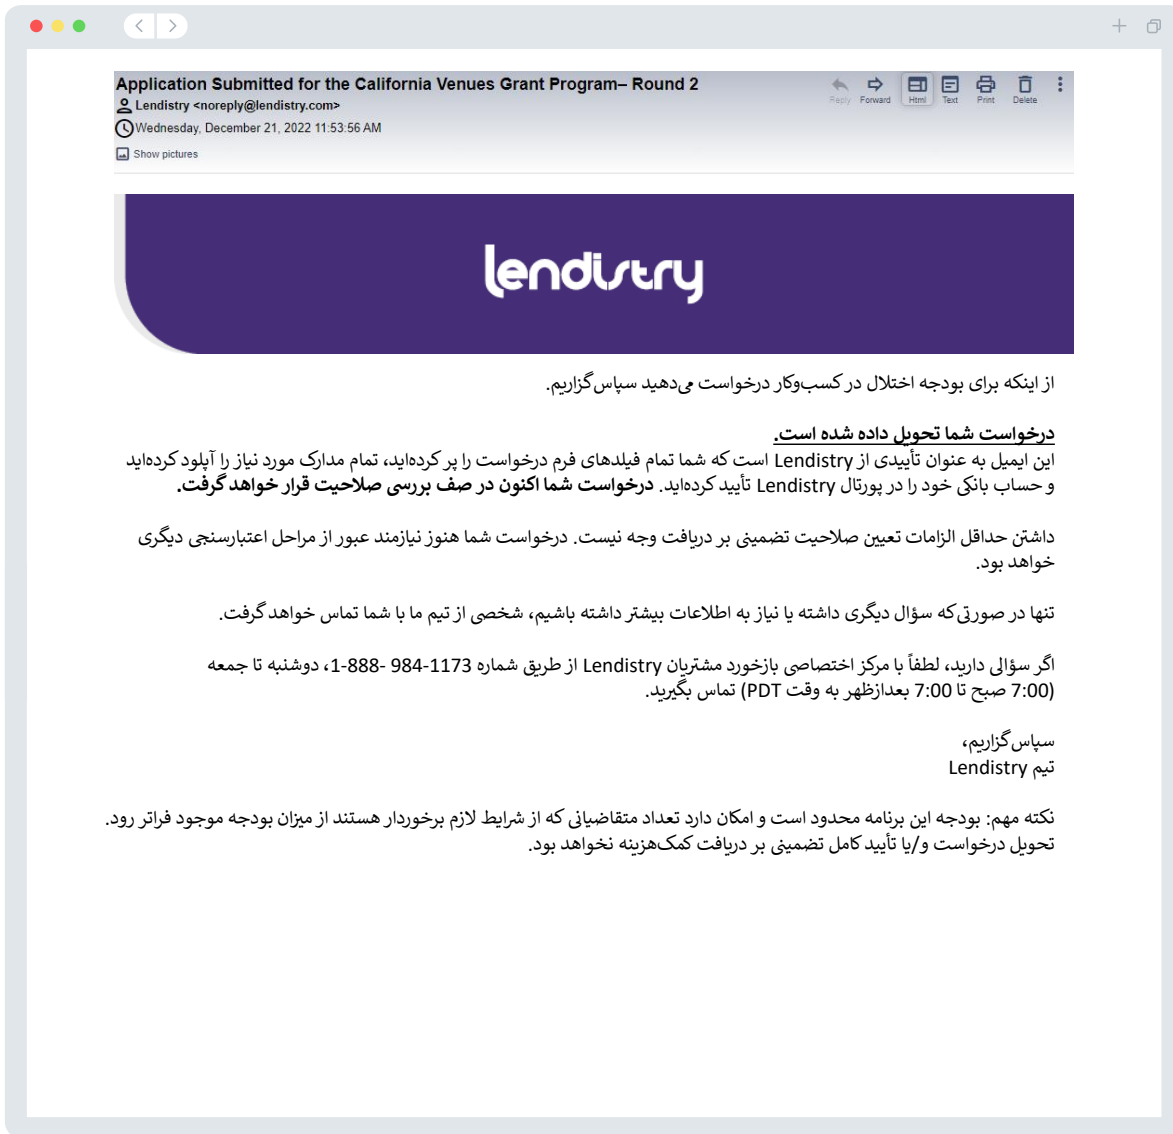 Application Submitted for the California Venues Grant Program– Round 2
Lendistry <noreply@lendistry.com>
Wednesday, December 21, 2022 11:53:56 AM
Show pictures
Reply Forward Html Text Print Delete
lendistry
از اینکه برای بودجه اختلال در کسب‌وکار درخواست می‌دهید سپاس‌گزاریم.
درخواست شما تحویل داده شده است.
این ایمیل به عنوان تأییدی از Lendistry است که شما تمام فیلدهای فرم درخواست را پر کرده‌اید، تمام مدارک مورد نیاز را آپلود کرده‌اید
و حساب بانکی خود را در پورتال Lendistry تأیید کرده‌اید. درخواست شما اکنون در صف بررسی صلاحیت قرار خواهد گرفت.
داشتن حداقل الزامات تعیین صلاحیت تضمینی بر دریافت وجه نیست. درخواست شما هنوز نیازمند عبور از مراحل اعتبارسنجی دیگری
خواهد بود.
تنها در صورتی‌که سؤال دیگری داشته یا نیاز به اطلاعات بیشتر داشته باشیم، شخصی از تیم ما با شما تماس خواهد گرفت.
اگر سؤالی دارید، لطفاً با مرکز اختصاصی بازخورد مشتریان Lendistry از طریق شماره 1-888- 984-1173، دوشنبه تا جمعه
(7:00 صبح تا 7:00 بعدازظهر به وقت PDT) تماس بگیرید.
سپاس‌گزاریم،
تیم Lendistry
نکته مهم: بودجه این برنامه محدود است و امکان دارد تعداد متقاضیانی که از شرایط لازم برخوردار هستند از میزان بودجه موجود فراتر رود.
تحویل درخواست و/یا تأیید کامل تضمینی بر دریافت کمک‌هزینه نخواهد بود.